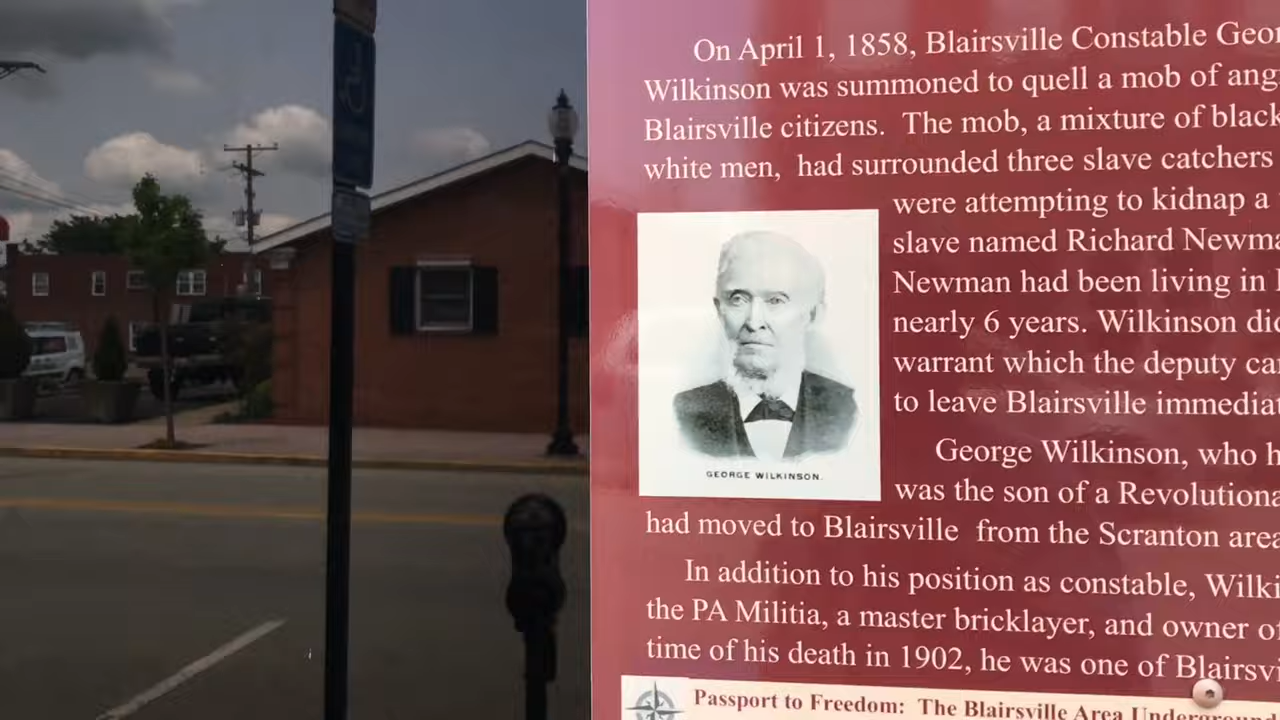 On April 1, 1858, Blairsville Constable
Wilkinson was summoned to quell a mob of
Blairsville citizens. The mob, a mixture of black
white men, had surrounded three slave catchers
were attempting to kidnap a
slave named Richard
Newman had been living in
nearly 6 years. Wilkinson
warrant which the deputy
to leave Blairsville
GEORGE WILKINSON.
George Wilkinson, who
was the son of a
had moved to Blairsville from the Scranton area
In addition to his position as constable,
the PA Militia, a master bricklayer, and owner
time of his death in 1902, he was one of
Passport to Freedom: The Blairsville Area